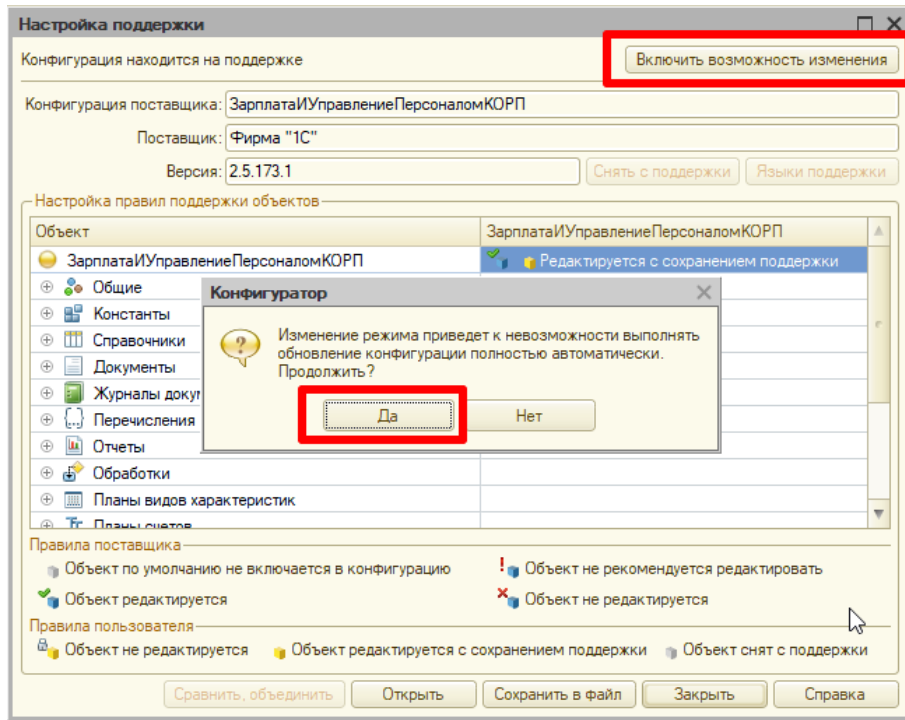 Настройка поддержки
Конфигурация находится на поддержке
Включить возможность изменения
Конфигурация поставщика: ЗарплатаИУправлениеПерсоналомКОРП
Поставщик: Фирма "1С"
Версия: 2.5.173.1
Снять с поддержки
Языки поддержки
Настройка правил поддержки объектов
Объект
ЗарплатаИУправлениеПерсоналомКОРП
ЗарплатаИУправлениеПерсоналомКОРП
Редактируется с сохранением поддержки
Общие
Константы
Справочники
Документы
Журналы доку
Перечисления
Отчеты
Обработки
Планы видов характеристик
Планы счетов
Конфигуратор
Изменение режима приведет к невозможности выполнять
обновление конфигурации полностью автоматически.
Продолжить?
Да
Нет
Правила поставщика
Объект по умолчанию не включается в конфигурацию
Объект не рекомендуется редактировать
Объект редактируется
Объект не редактируется
Правила пользователя
Объект не редактируется
Объект редактируется с сохранением поддержки
Объект снят с поддержки
Сравнить, объединить
Открыть
Сохранить в файл
Закрыть
Справка